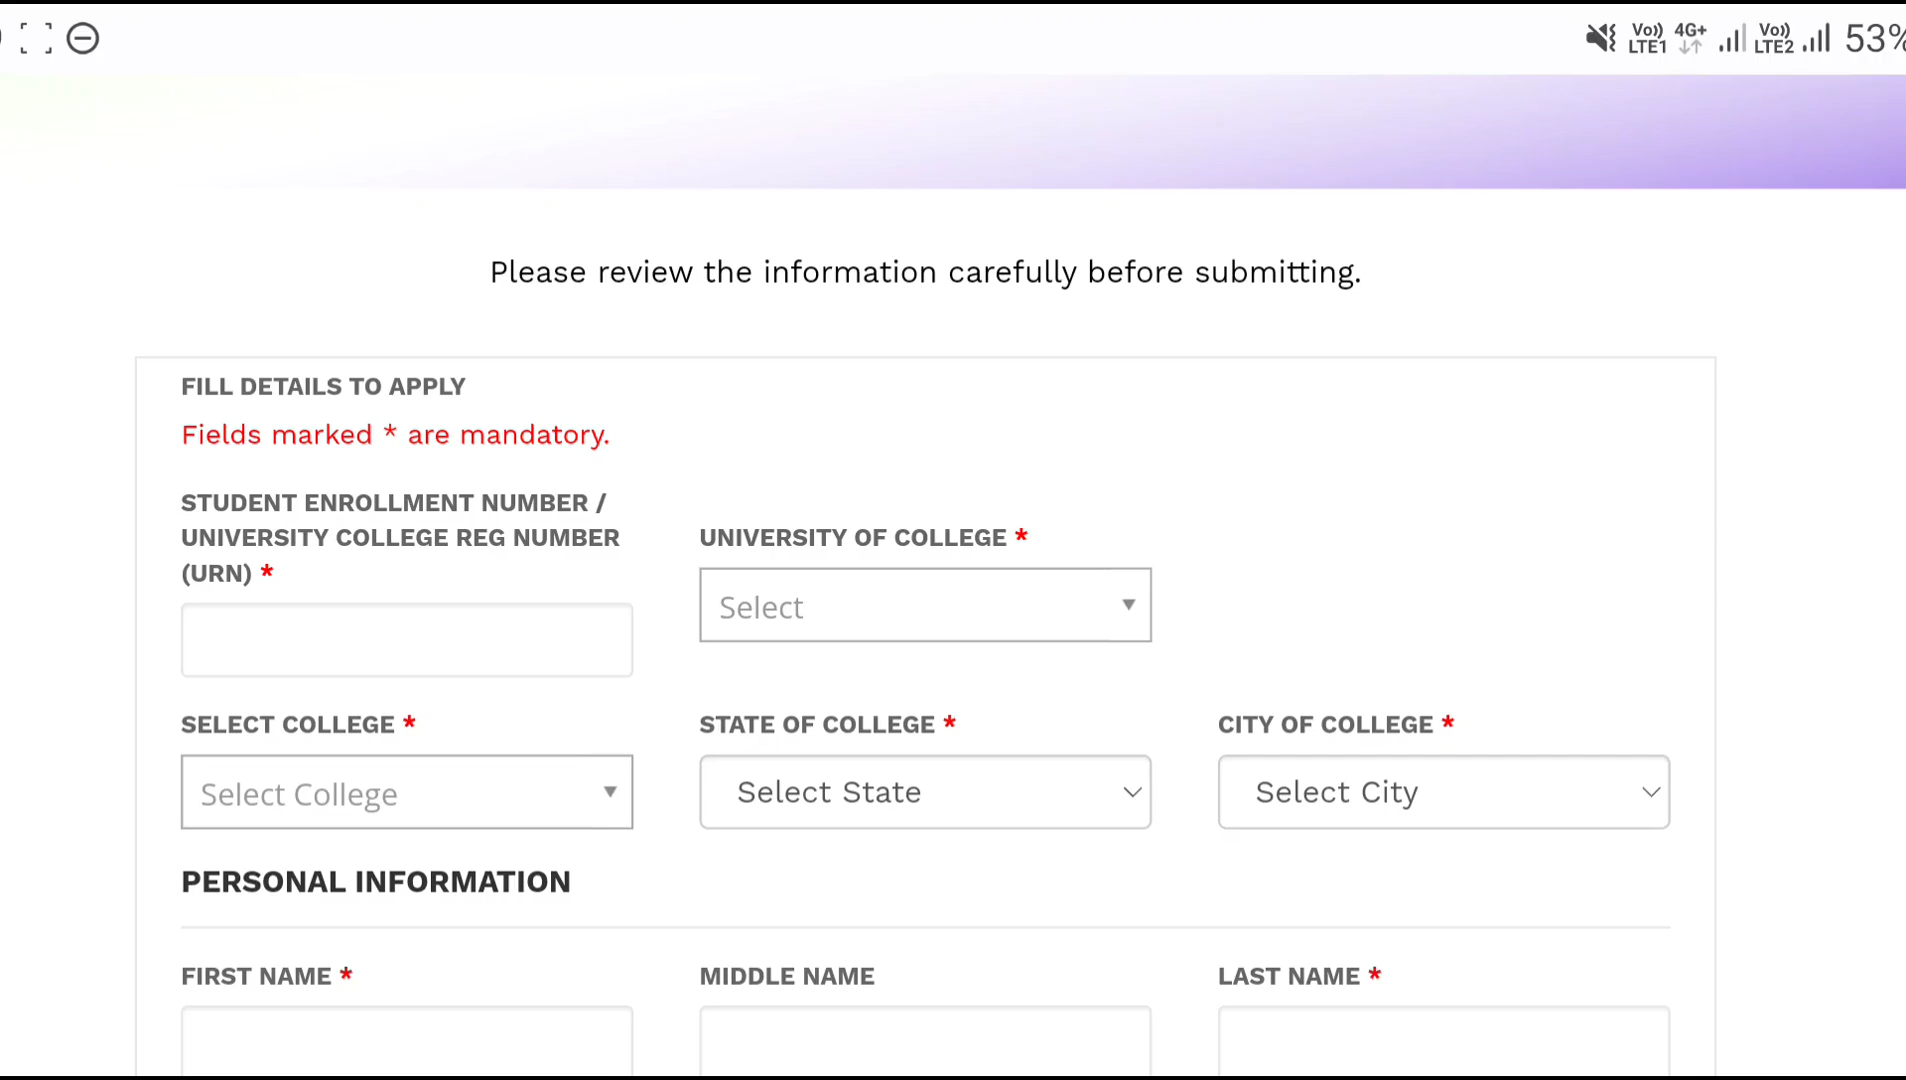 Vo)) LTE1 4G+ Vo)) LTE2 53%
Please review the information carefully before submitting.
FILL DETAILS TO APPLY
Fields marked * are mandatory.
STUDENT ENROLLMENT NUMBER /
UNIVERSITY COLLEGE REG NUMBER
(URN) *
UNIVERSITY OF COLLEGE *
Select
SELECT COLLEGE *
STATE OF COLLEGE *
CITY OF COLLEGE *
Select College
Select State
Select City
PERSONAL INFORMATION
FIRST NAME *
MIDDLE NAME
LAST NAME *